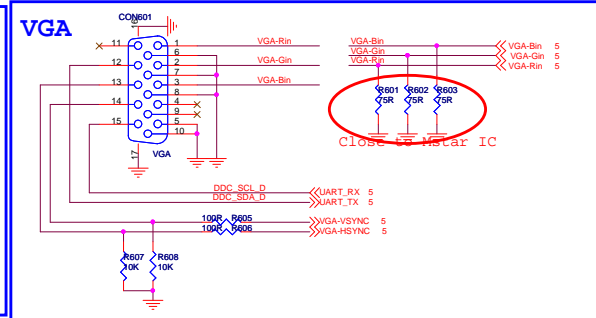 VGA
CON601
16
11
1
6
12
2
7
13
3
8
14
4
9
15
5
10
17
VGA
VGA-Rin
VGA-Gin
VGA-Bin
VGA-Bin
VGA-Gin
VGA-Rin
VGA-Bin 5
VGA-Gin 5
VGA-Rin 5
R601 R602 R603
75R 75R 75R
Close to Mstar IC
DDC_SCL_D
UART_RX 5
DDC_SDA_D
UART_TX 5
100R R605
VGA-VSYNC 5
100R R606
VGA-HSYNC 5
R607 R608
10K 10K